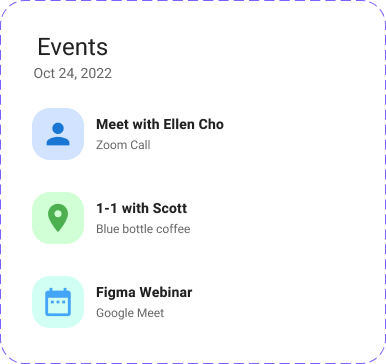 Events
Oct 24, 2022
Meet with Ellen Cho
Zoom Call
1-1 with Scott
Blue bottle coffee
Figma Webinar
Google Meet